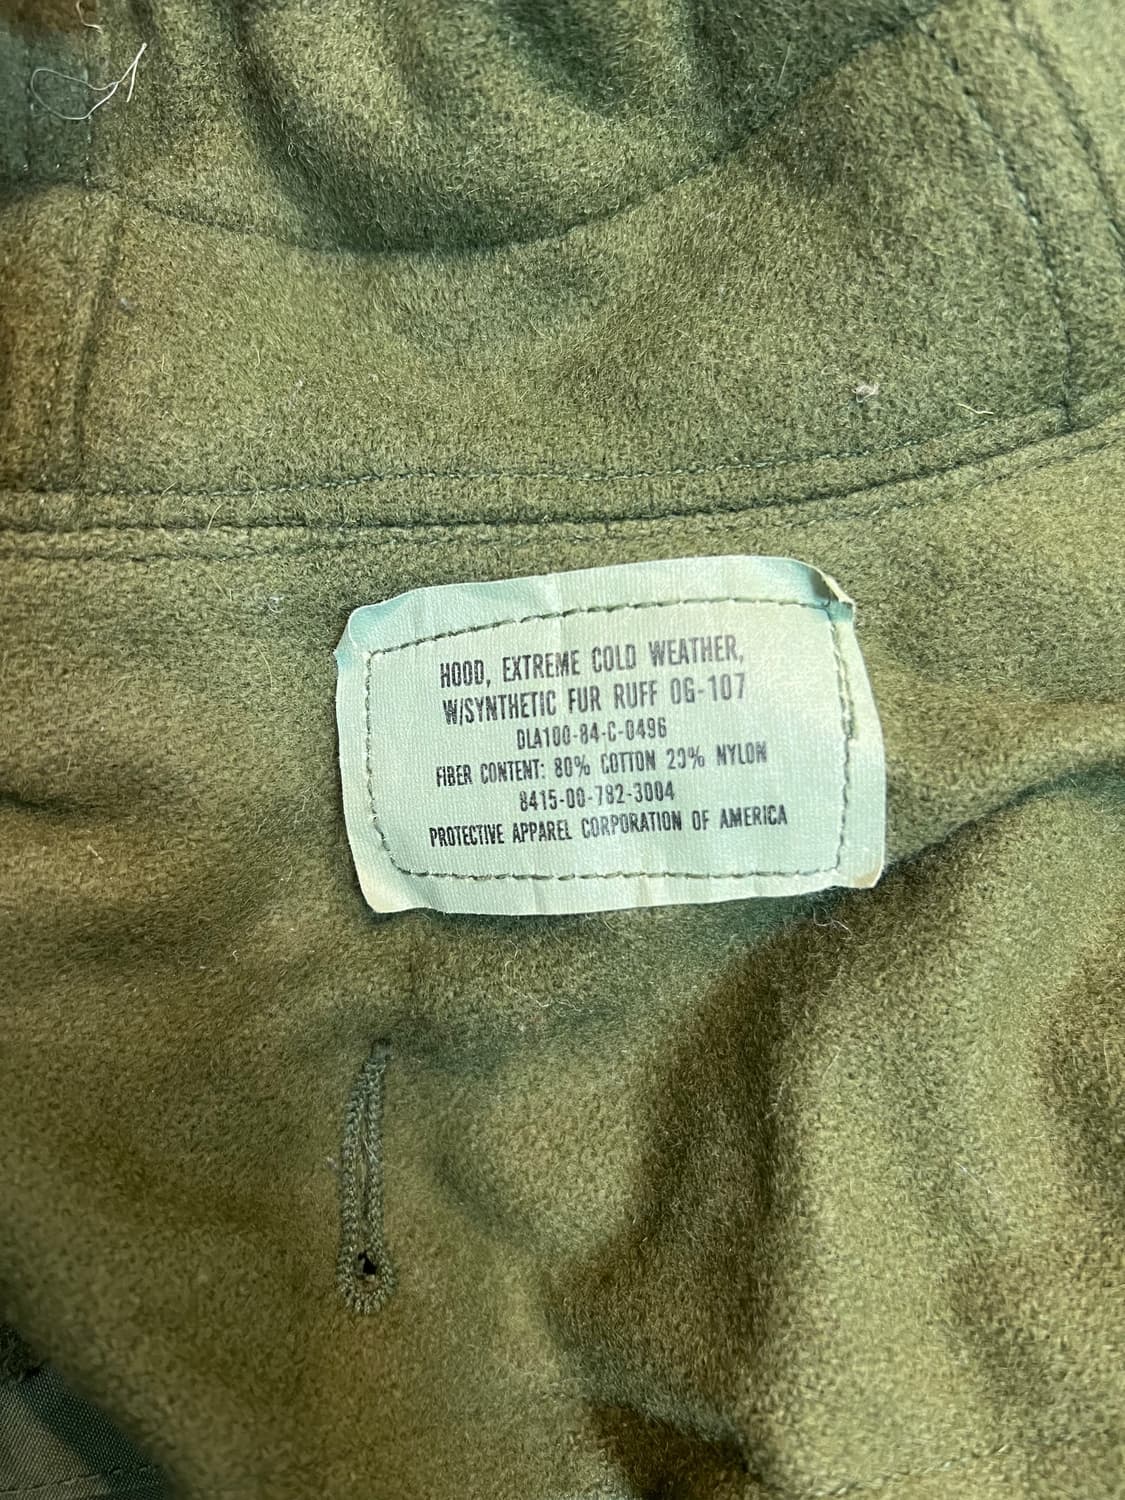 HOOD, EXTREME COLD WEATHER,
W/SYNTHETIC FUR RUFF OG-107
DLA100-84-C-0496
FIBER CONTENT: 80% COTTON 20% NYLON
8415-00-782-3004
PROTECTIVE APPAREL CORPORATION OF AMERICA